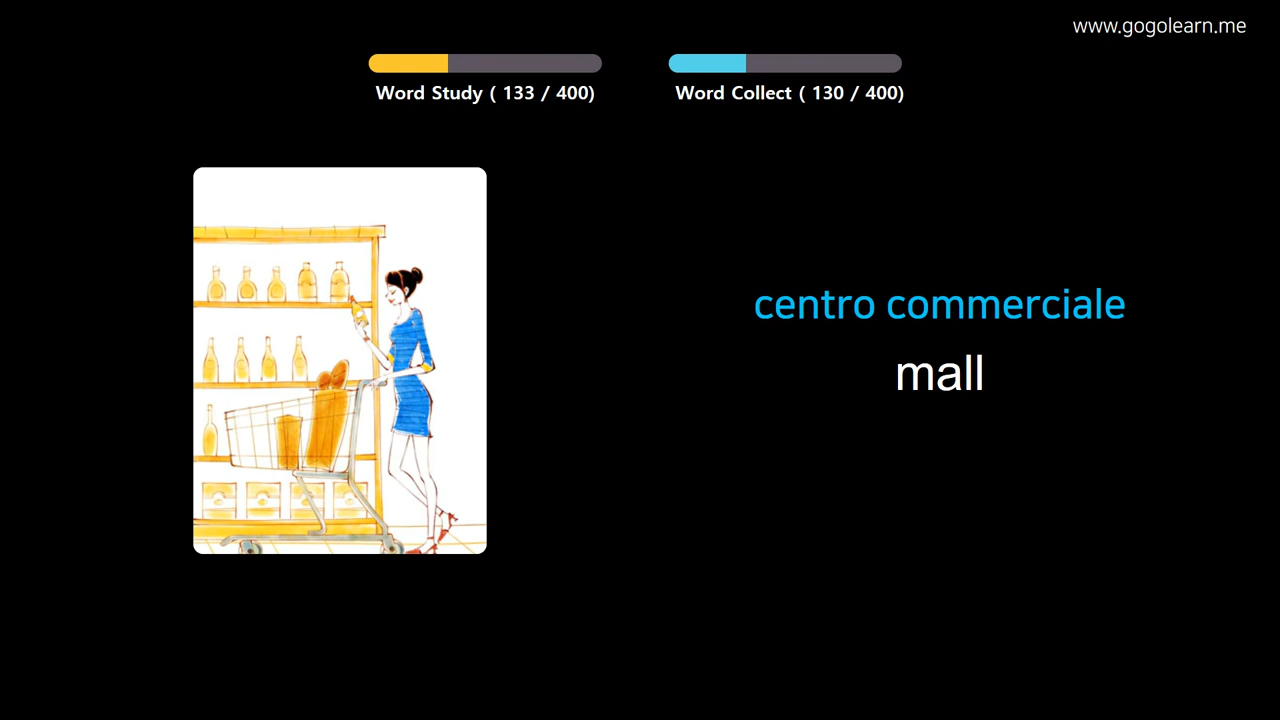 www.gogolearn.me
Word Study ( 133 / 400)
Word Collect ( 130 / 400)
centro commerciale
mall